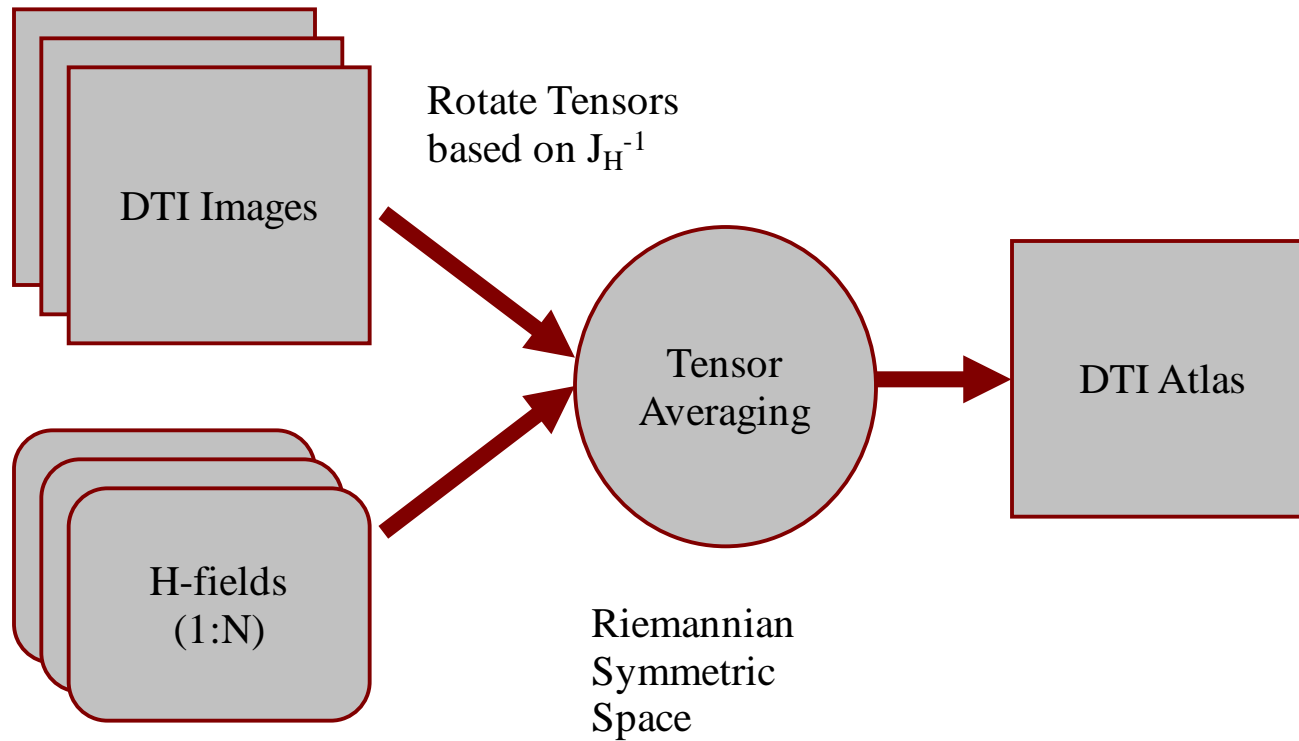 Rotate Tensors
based on J_H^-1
DTI Images
Tensor
Averaging
DTI Atlas
H-fields
(1:N)
Riemannian
Symmetric
Space